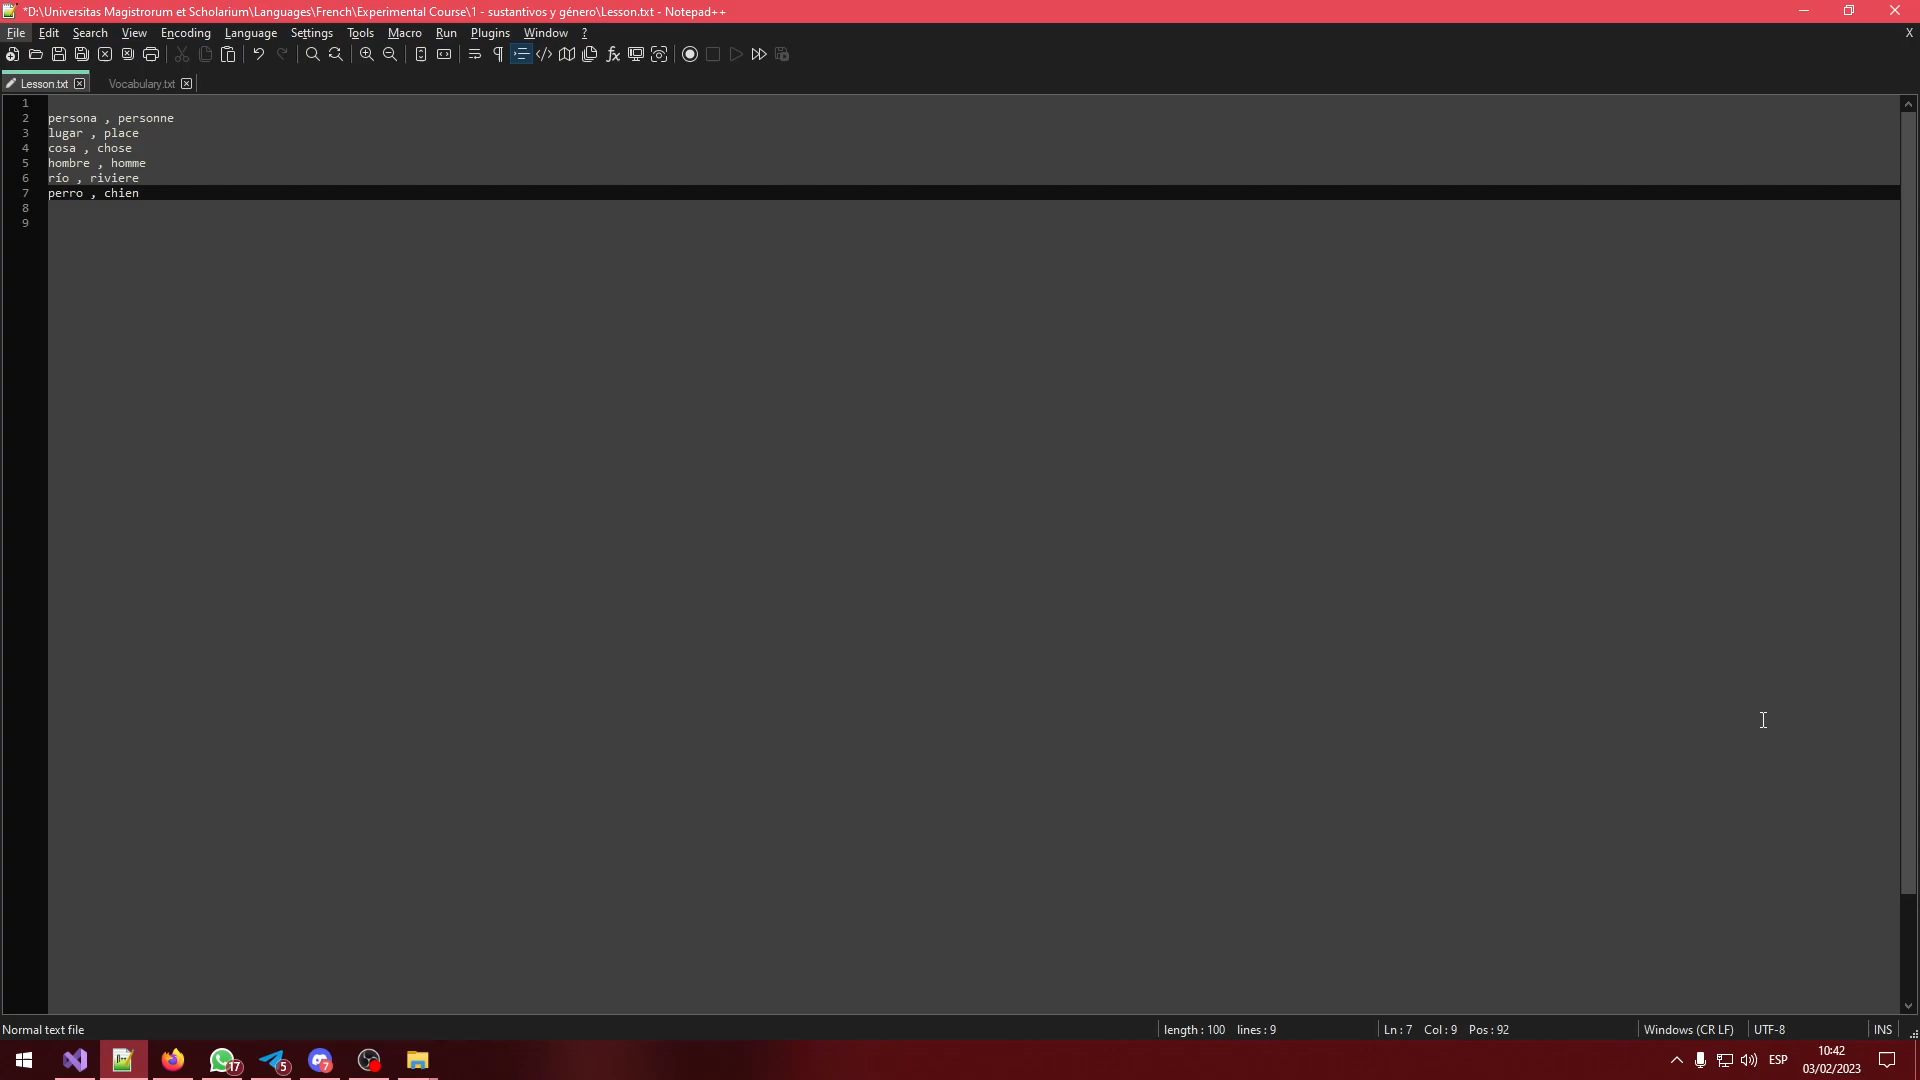 *D:\Universitas Magistrorum et Scholarium\Languages\French\Experimental Course\1 - sustantivos y género\Lesson.txt - Notepad++
File Edit Search View Encoding Language Settings Tools Macro Run Plugins Window ? X
Lesson.txt Vocabulary.txt
1
2 persona , personne
3 lugar , place
4 cosa , chose
5 hombre , homme
6 río , riviere
7 perro , chien
8
9
Normal text file length : 100 lines : 9 Ln : 7 Col : 9 Pos : 92 Windows (CR LF) UTF-8 INS
17 5 7 ESP 10:42
03/02/2023